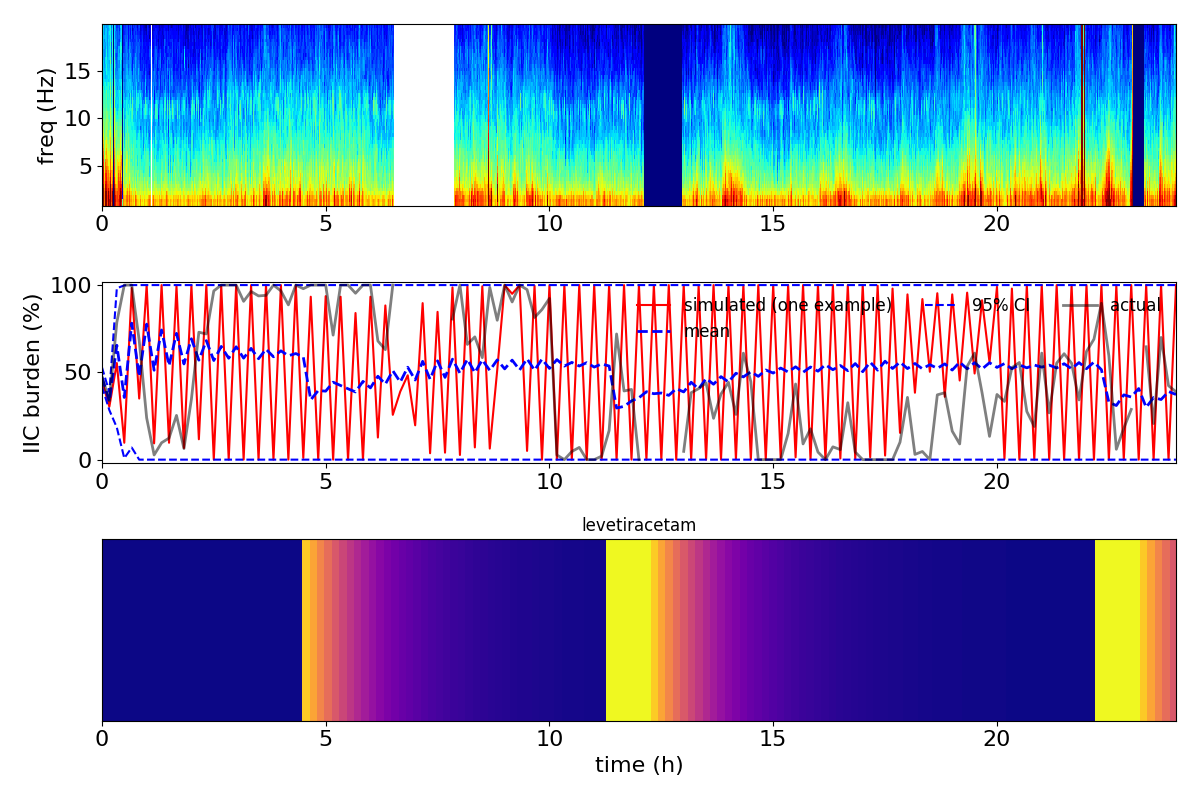 freq (Hz)
15
10
5
0 5 10 15 20
IIC burden (%)
100
50
0
simulated (one example)
mean
95% CI
actual
0 5 10 15 20
levetiracetam
0 5 10 15 20
time (h)